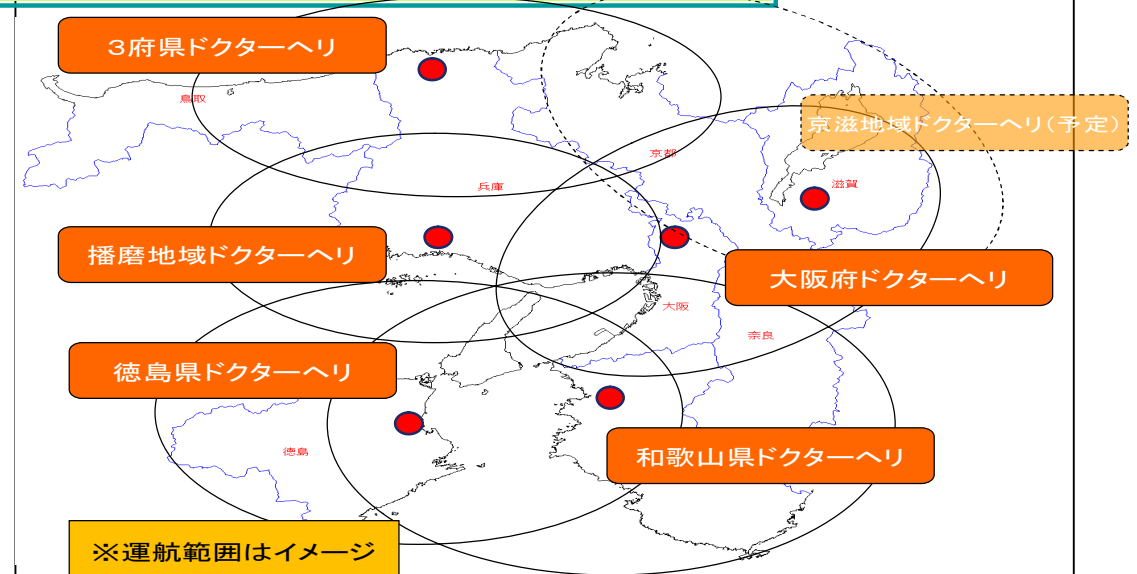 3府県ドクターヘリ
鳥取
京滋地域ドクターヘリ(予定)
京都
兵庫
滋賀
播磨地域ドクターヘリ
大阪府ドクターヘリ
大阪
奈良
徳島県ドクターヘリ
徳島
和歌山県ドクターヘリ
※運航範囲はイメージ